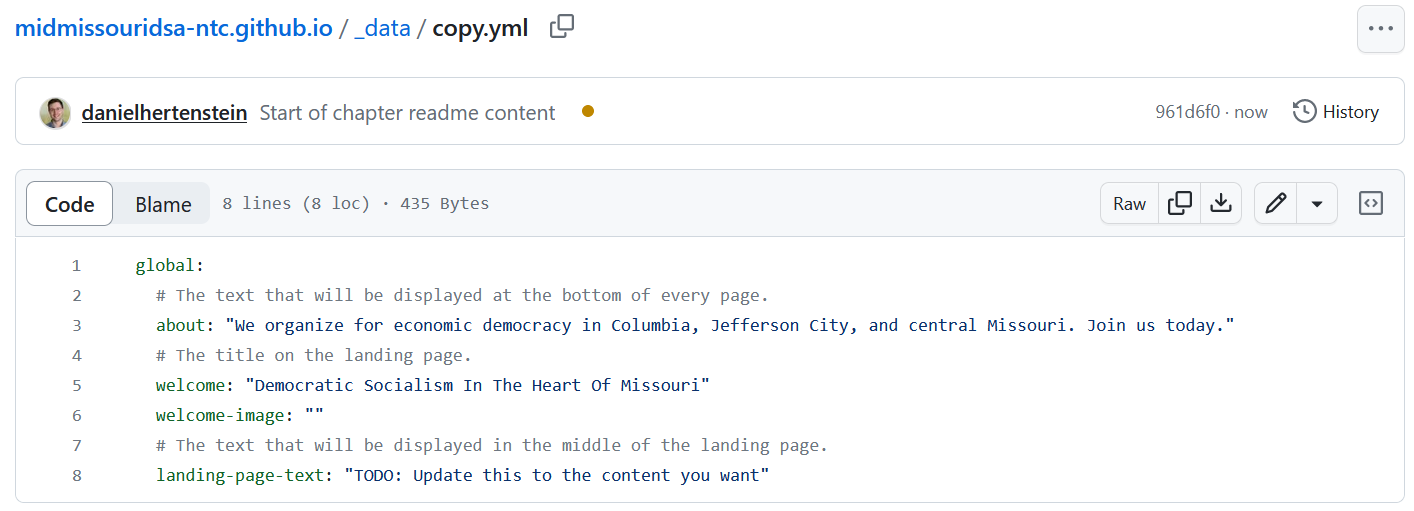 midmissouridsa-ntc.github.io / _data / copy.yml
danielhertenstein Start of chapter readme content 961d6f0 · now History
Code Blame 8 lines (8 loc) · 435 Bytes Raw
1 global:
2 # The text that will be displayed at the bottom of every page.
3 about: "We organize for economic democracy in Columbia, Jefferson City, and central Missouri. Join us today."
4 # The title on the landing page.
5 welcome: "Democratic Socialism In The Heart Of Missouri"
6 welcome-image: ""
7 # The text that will be displayed in the middle of the landing page.
8 landing-page-text: "TODO: Update this to the content you want"